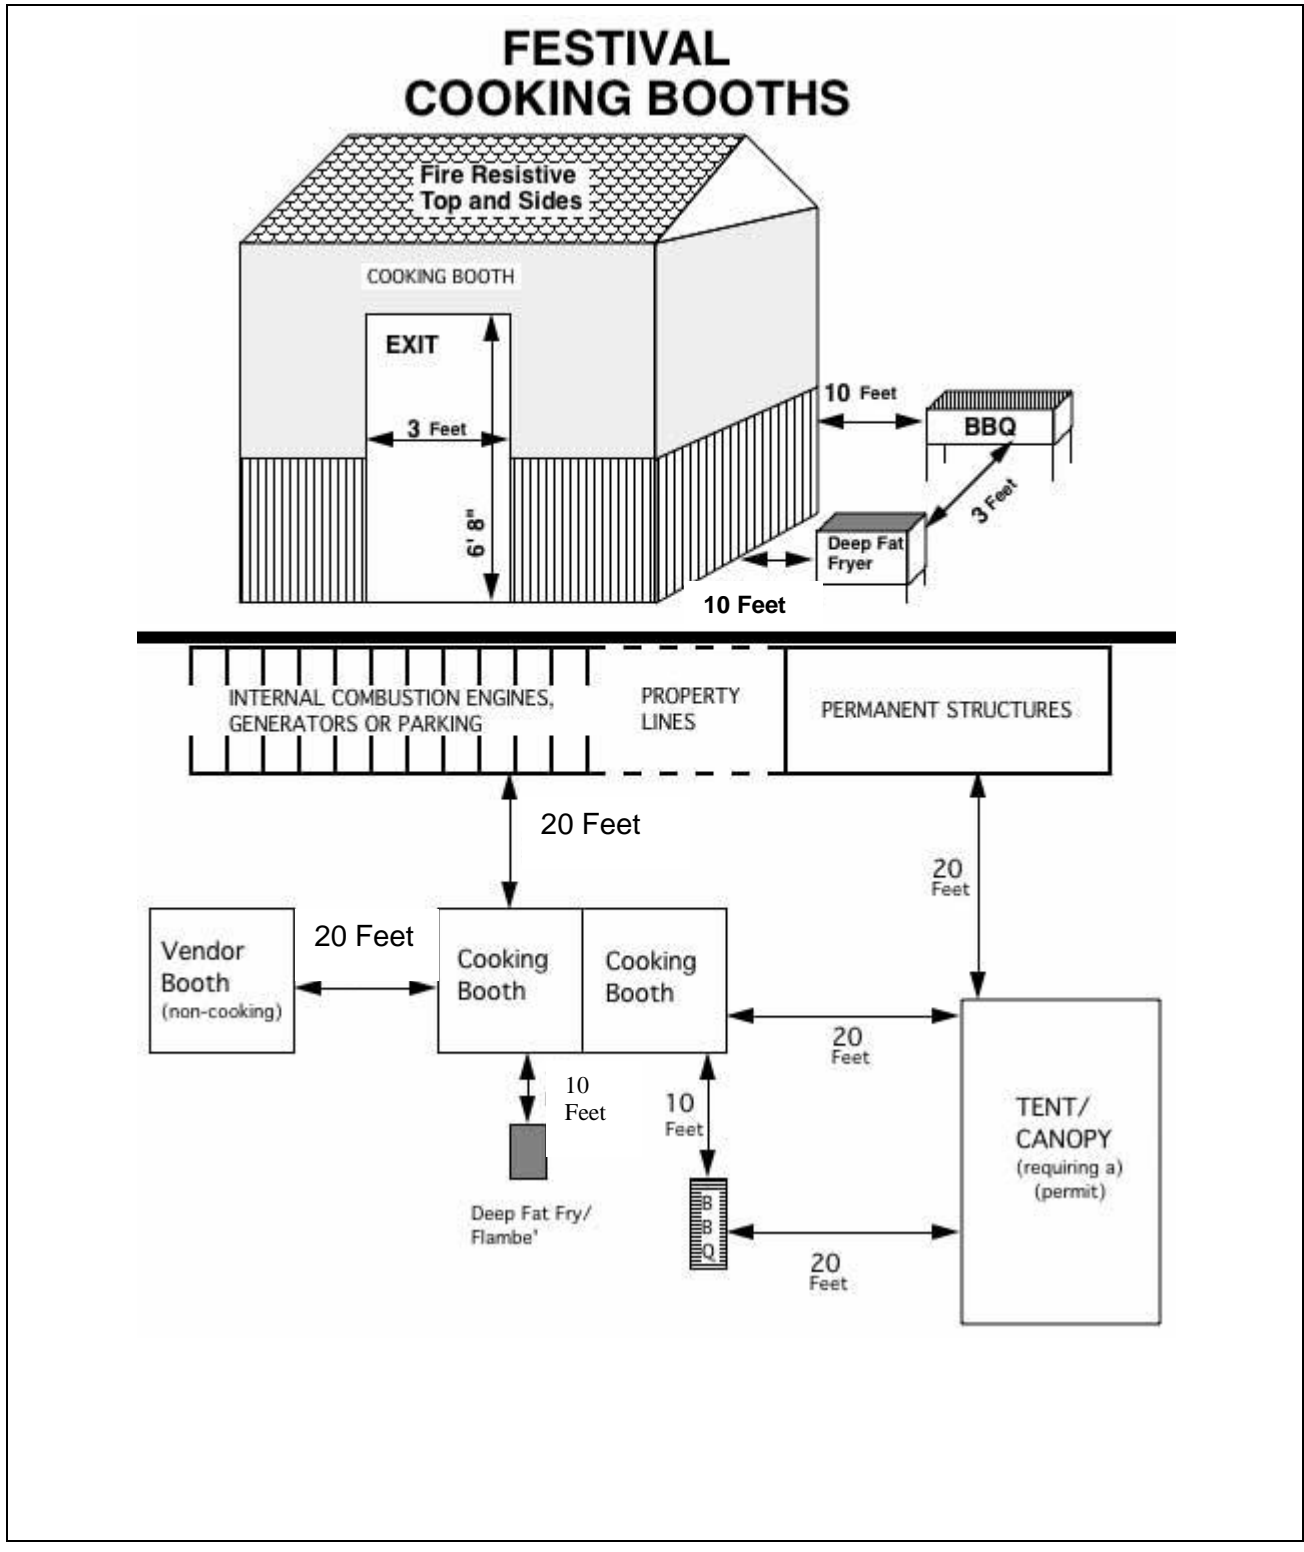 FESTIVAL
COOKING BOOTHS
Fire Resistive
Top and Sides
COOKING BOOTH
EXIT
3 Feet
6' 8"
10 Feet
BBQ
3 Feet
Deep Fat
Fryer
10 Feet
INTERNAL COMBUSTION ENGINES,
GENERATORS OR PARKING
PROPERTY
LINES
PERMANENT STRUCTURES
20 Feet
20
Feet
Vendor
Booth
(non-cooking)
20 Feet
Cooking
Booth
Cooking
Booth
20
Feet
10
Feet
10
Feet
TENT/
CANOPY
(requiring a)
(permit)
Deep Fat Fry/
Flambe'
B
B
Q
20
Feet